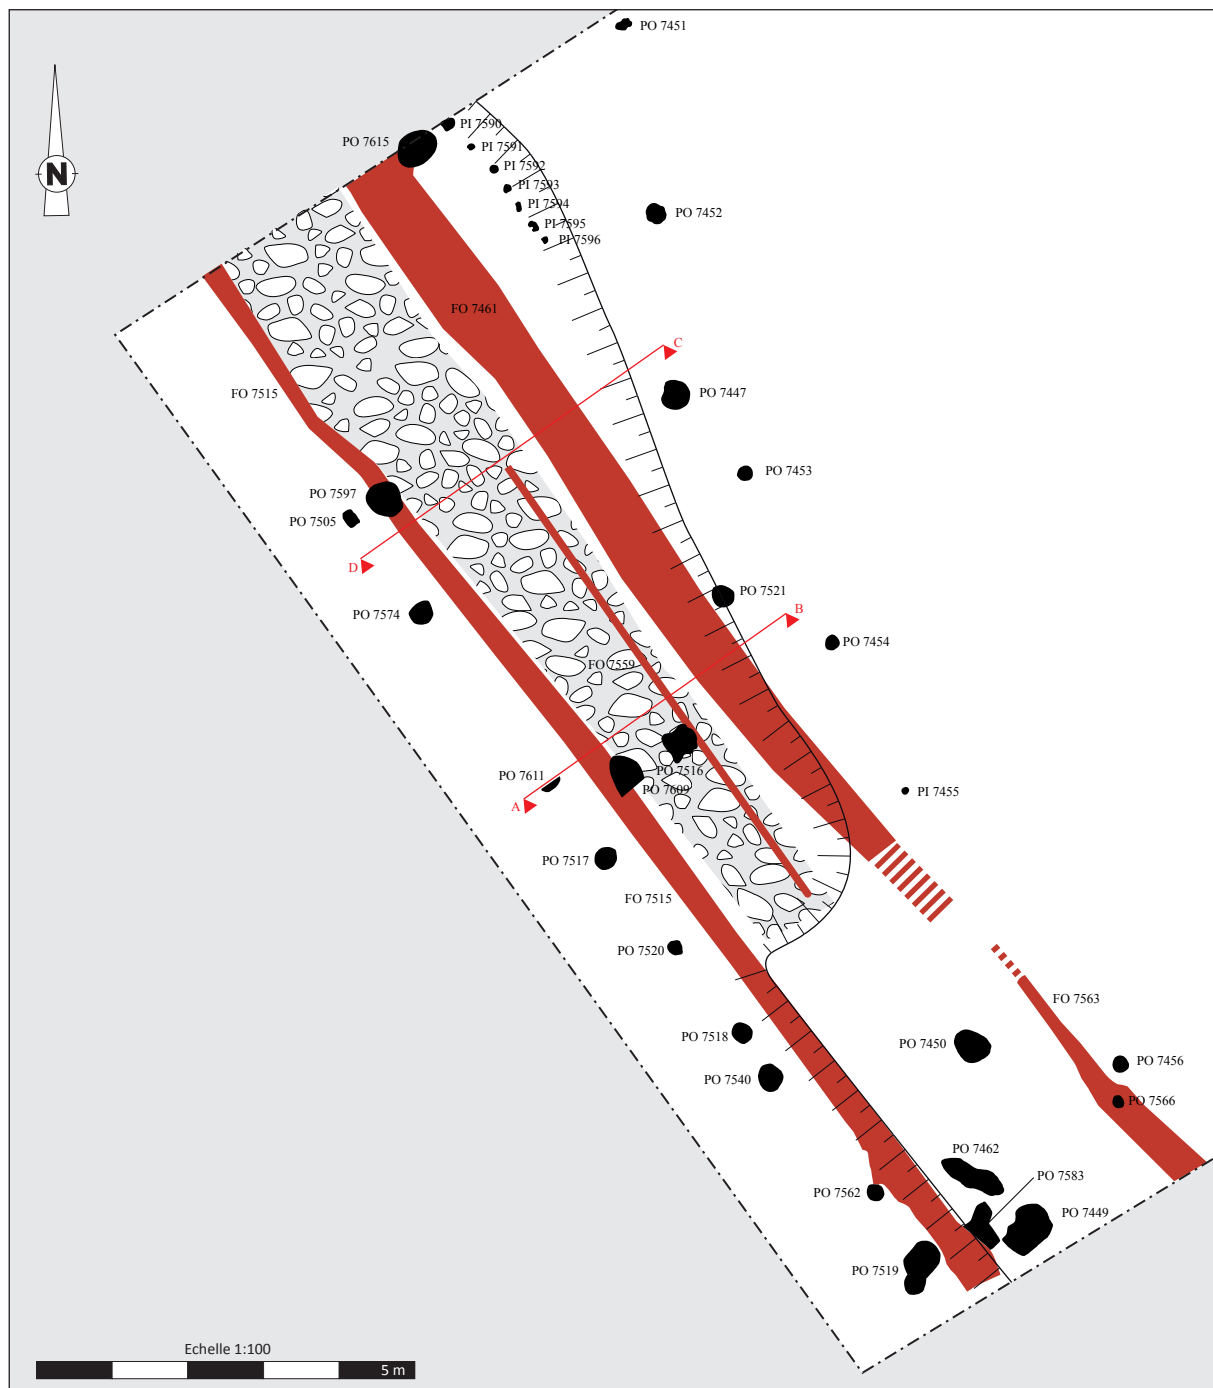 PO 7451
N
PO 7615
PI 7590
PI 7591
PI 7592
PI 7593
PI 7594
PI 7595
PI 7596
PO 7452
FO 7461
C
FO 7515
PO 7447
PO 7453
PO 7597
PO 7505
D
PO 7574
PO 7521
B
PO 7454
FO 7559
PO 7516
PO 7611
PO 7609
A
PI 7455
PO 7517
FO 7515
PO 7520
FO 7563
PO 7518
PO 7450
PO 7456
PO 7540
PO 7566
PO 7462
PO 7583
PO 7562
PO 7449
PO 7519
Echelle 1:100
5 m